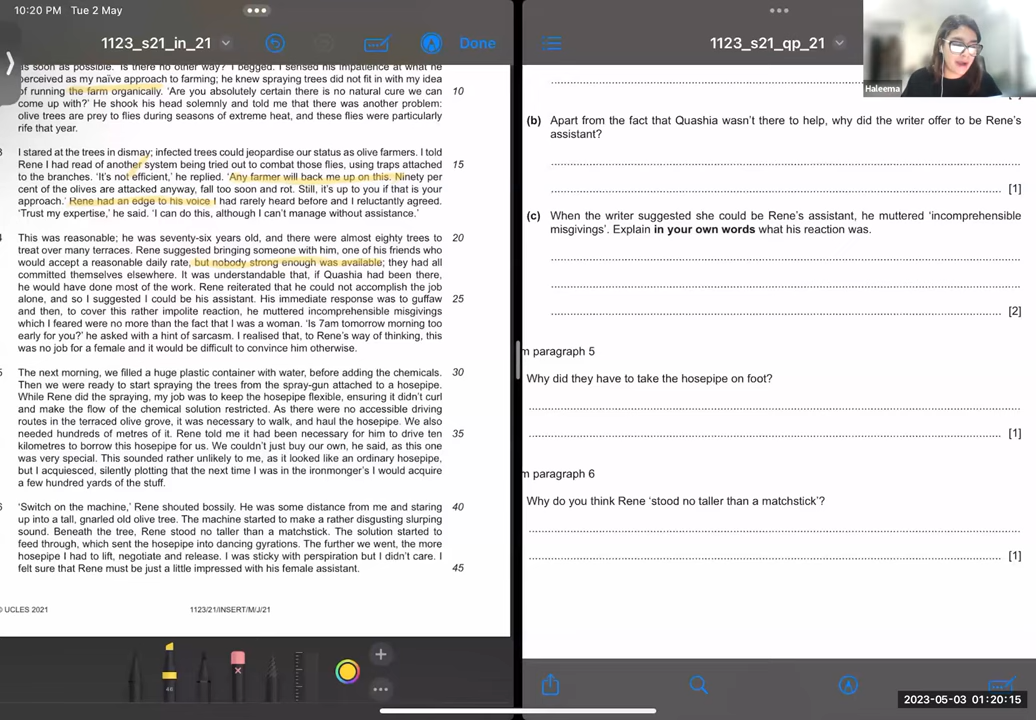 10:20 PM Tue 2 May
1123_s21_in_21
Done
as soon as possible. 'Is there no other way?' I begged. I sensed his impatience at what he
perceived as my naïve approach to farming; he knew spraying trees did not fit in with my idea
of running the farm organically. 'Are you absolutely certain there is no natural cure we can 10
come up with?' He shook his head solemnly and told me that there was another problem:
olive trees are prey to flies during seasons of extreme heat, and these flies were particularly
rife that year.
3 I stared at the trees in dismay; infected trees could jeopardise our status as olive farmers. I told
Rene I had read of another system being tried out to combat those flies, using traps attached 15
to the branches. 'It's not efficient,' he replied. 'Any farmer will back me up on this. Ninety per
cent of the olives are attacked anyway, fall too soon and rot. Still, it's up to you if that is your
approach.' Rene had an edge to his voice I had rarely heard before and I reluctantly agreed.
'Trust my expertise,' he said. 'I can do this, although I can't manage without assistance.'
4 This was reasonable; he was seventy-six years old, and there were almost eighty trees to 20
treat over many terraces. Rene suggested bringing someone with him, one of his friends who
would accept a reasonable daily rate, but nobody strong enough was available; they had all
committed themselves elsewhere. It was understandable that, if Quashia had been there,
he would have done most of the work. Rene reiterated that he could not accomplish the job
alone, and so I suggested I could be his assistant. His immediate response was to guffaw 25
and then, to cover this rather impolite reaction, he muttered incomprehensible misgivings
which I feared were no more than the fact that I was a woman. 'Is 7am tomorrow morning too
early for you?' he asked with a hint of sarcasm. I realised that, to Rene's way of thinking, this
was no job for a female and it would be difficult to convince him otherwise.
5 The next morning, we filled a huge plastic container with water, before adding the chemicals. 30
Then we were ready to start spraying the trees from the spray-gun attached to a hosepipe.
While Rene did the spraying, my job was to keep the hosepipe flexible, ensuring it didn't curl
and make the flow of the chemical solution restricted. As there were no accessible driving
routes in the terraced olive grove, it was necessary to walk, and haul the hosepipe. We also
needed hundreds of metres of it. Rene told me it had been necessary for him to drive ten 35
kilometres to borrow this hosepipe for us. We couldn't just buy our own, he said, as this one
was very special. This sounded rather unlikely to me, as it looked like an ordinary hosepipe,
but I acquiesced, silently plotting that the next time I was in the ironmonger's I would acquire
a few hundred yards of the stuff.
6 'Switch on the machine,' Rene shouted bossily. He was some distance from me and staring 40
up into a tall, gnarled old olive tree. The machine started to make a rather disgusting slurping
sound. Beneath the tree, Rene stood no taller than a matchstick. The solution started to
feed through, which sent the hosepipe into dancing gyrations. The further we went, the more
hosepipe I had to lift, negotiate and release. I was sticky with perspiration but I didn't care. I
felt sure that Rene must be just a little impressed with his female assistant. 45
© UCLES 2021 1123/21/INSERT/M/J/21
48
1123_s21_qp_21
Haleema
(b) Apart from the fact that Quashia wasn't there to help, why did the writer offer to be Rene's
assistant?
[1]
(c) When the writer suggested she could be Rene's assistant, he muttered 'incomprehensible
misgivings'. Explain in your own words what his reaction was.
[2]
m paragraph 5
Why did they have to take the hosepipe on foot?
[1]
m paragraph 6
Why do you think Rene 'stood no taller than a matchstick'?
[1]
2023-05-03 01:20:15